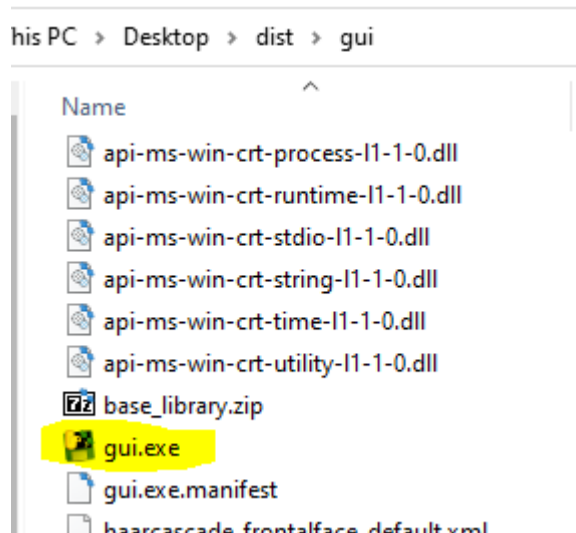 his PC > Desktop > dist > gui
Name
api-ms-win-crt-process-l1-1-0.dll
api-ms-win-crt-runtime-l1-1-0.dll
api-ms-win-crt-stdio-l1-1-0.dll
api-ms-win-crt-string-l1-1-0.dll
api-ms-win-crt-time-l1-1-0.dll
api-ms-win-crt-utility-l1-1-0.dll
7z base_library.zip
gui.exe
gui.exe.manifest
haarcascade_frontalface_default.xml